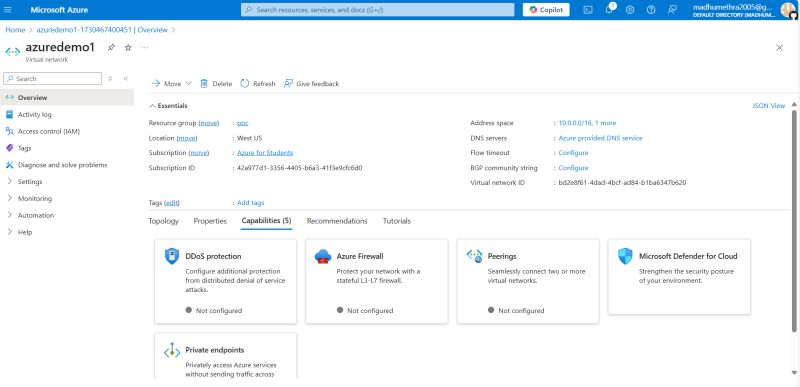 Microsoft Azure
Search resources, services, and docs (G+/)
Copilot
1
madhumethra2005@g...
DEFAULT DIRECTORY (MADHUM...
Home > azuredemo1-1730467400451 | Overview >
azuredemo1
Virtual network
Search
Overview
Activity log
Access control (IAM)
Tags
Diagnose and solve problems
Settings
Monitoring
Automation
Help
Move
Delete
Refresh
Give feedback
Essentials
JSON View
Resource group (move) : poc
Location (move) : West US
Subscription (move) : Azure for Students
Subscription ID : 42a977d1-3356-4405-b6a3-41f3e9cfc6d0
Address space : 10.0.0.0/16, 1 more
DNS servers : Azure provided DNS service
Flow timeout : Configure
BGP community string : Configure
Virtual network ID : bd2e8f61-4dad-4bcf-ad84-b1ba6347b620
Tags (edit) : Add tags
Topology Properties Capabilities (5) Recommendations Tutorials
DDoS protection
Configure additional protection
from distributed denial of service
attacks.
Not configured
Azure Firewall
Protect your network with a
stateful L3-L7 firewall.
Not configured
Peerings
Seamlessly connect two or more
virtual networks.
Not configured
Microsoft Defender for Cloud
Strengthen the security posture
of your environment.
Private endpoints
Privately access Azure services
without sending traffic across